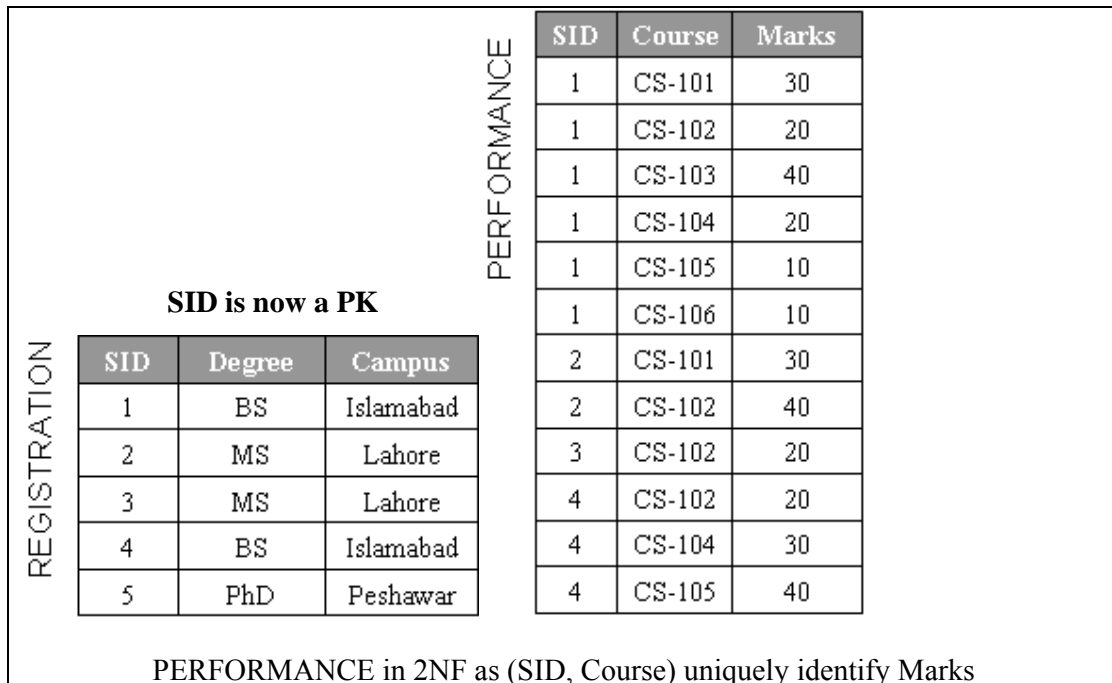 PERFORMANCE
SID Course Marks
1 CS-101 30
1 CS-102 20
1 CS-103 40
1 CS-104 20
1 CS-105 10
1 CS-106 10
2 CS-101 30
2 CS-102 40
3 CS-102 20
4 CS-102 20
4 CS-104 30
4 CS-105 40
SID is now a PK
REGISTRATION
SID Degree Campus
1 BS Islamabad
2 MS Lahore
3 MS Lahore
4 BS Islamabad
5 PhD Peshawar
PERFORMANCE in 2NF as (SID, Course) uniquely identify Marks